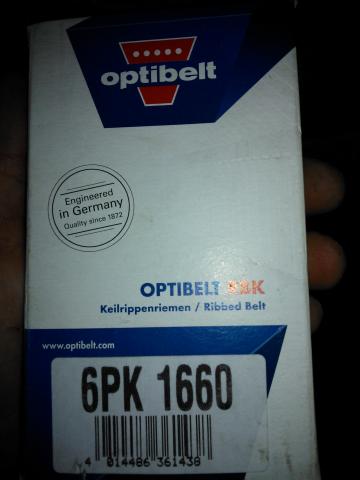 optibelt
Engineered
in Germany
Quality since 1872
OPTIBELT RBK
Keilrippenriemen / Ribbed Belt
www.optibelt.com
6PK 1660
4 014486 361438